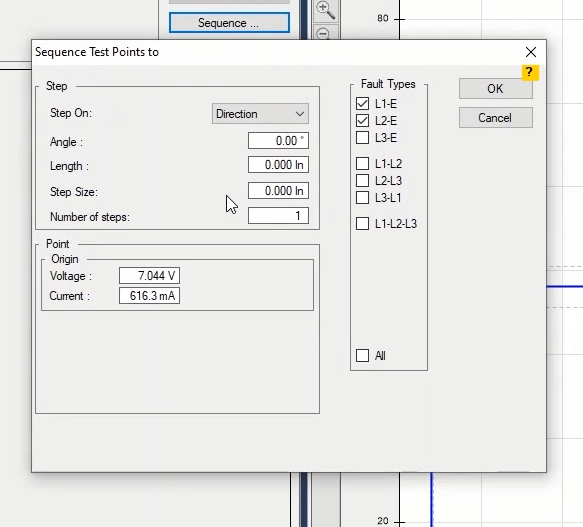 Sequence ...
80
Sequence Test Points to
?
Step
Step On: Direction
Angle : 0.00 °
Length : 0.000 In
Step Size: 0.000 In
Number of steps: 1
Point
Origin
Voltage : 7.044 V
Current : 616.3 mA
Fault Types
L1-E
L2-E
L3-E
L1-L2
L2-L3
L3-L1
L1-L2-L3
All
OK
Cancel
20